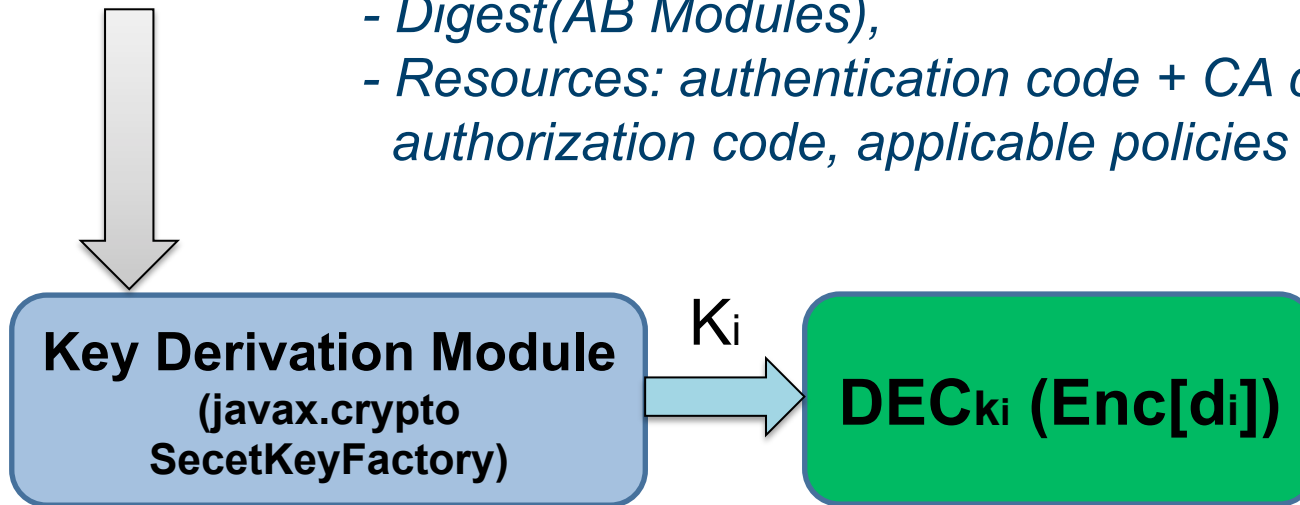 - Digest(AB Modules),
- Resources: authentication code + CA
authorization code, applicable policies
Key Derivation Module
(javax.crypto
SecetKeyFactory)
Ki
DECki (Enc[di])